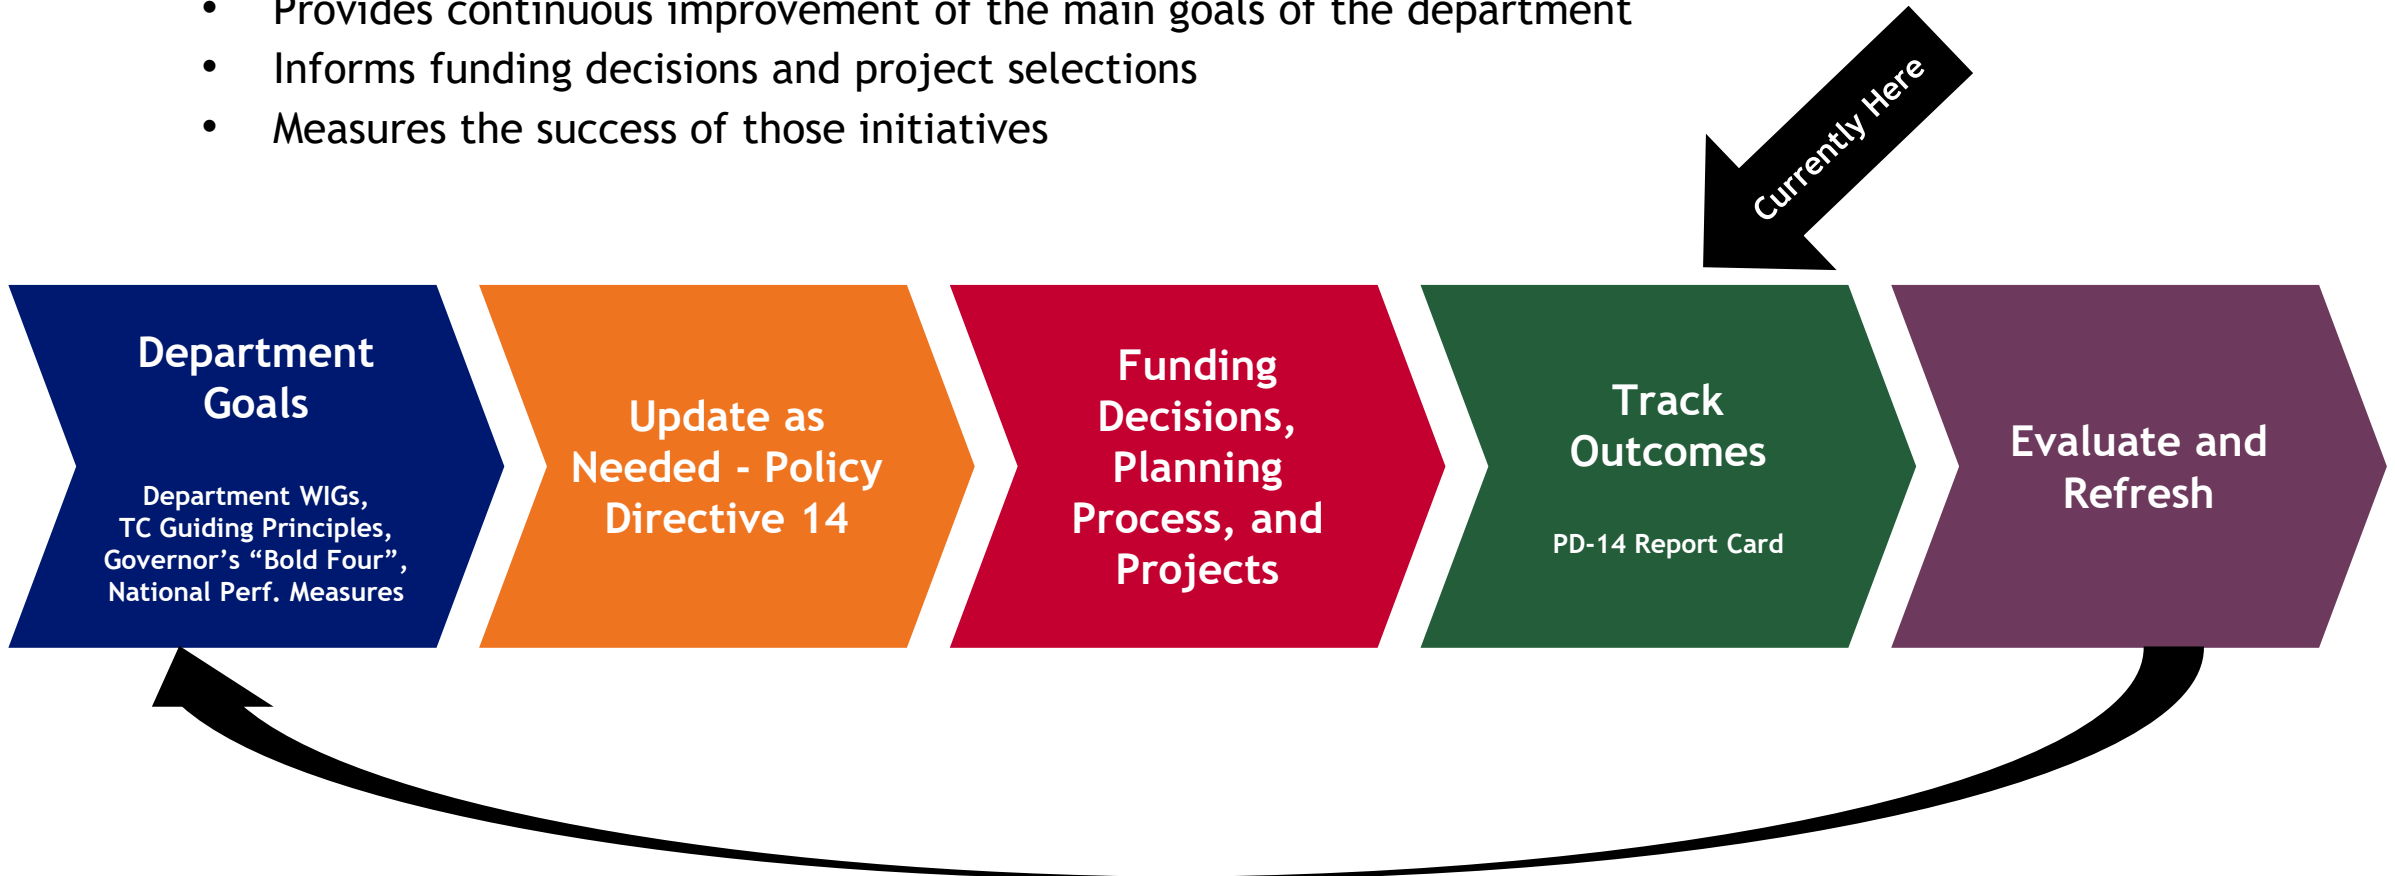 • Provides continuous improvement of the main goals of the department
• Informs funding decisions and project selections
• Measures the success of those initiatives
Currently Here
Department
Goals
Department WIGs,
TC Guiding Principles,
Governor’s “Bold Four”,
National Perf. Measures
Update as
Needed - Policy
Directive 14
Funding
Decisions,
Planning
Process, and
Projects
Track
Outcomes
PD-14 Report Card
Evaluate and
Refresh